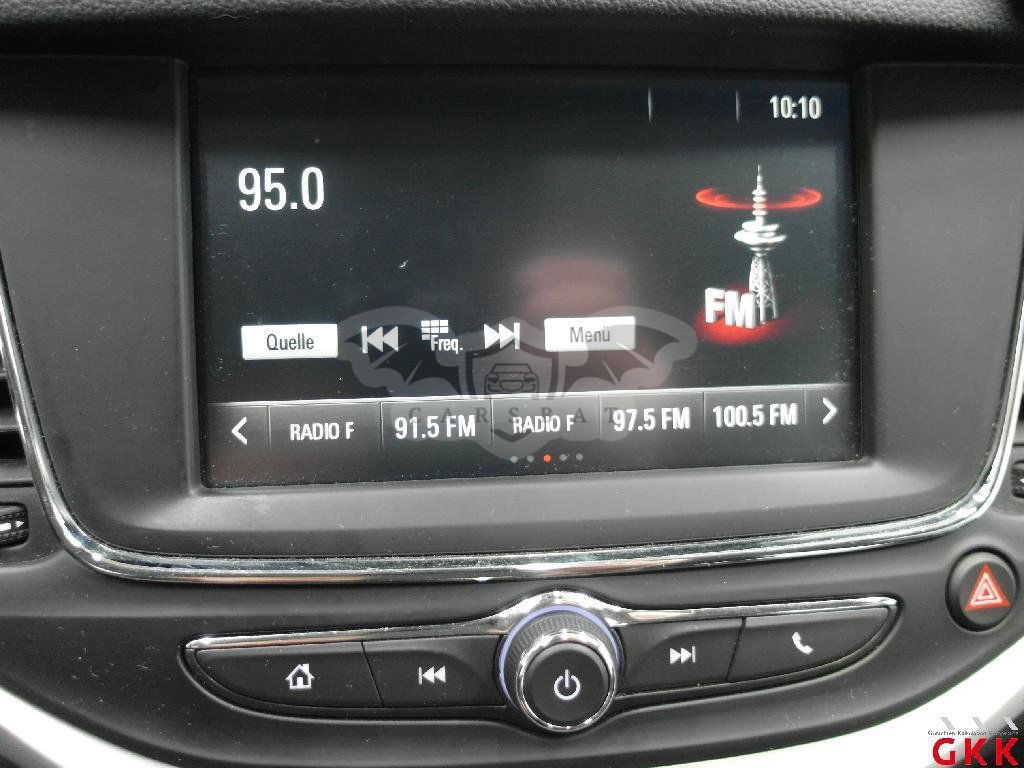 10:10
95.0
FM
Quelle Freq. Menü
RADIO F 91.5 FM RADIO F 97.5 FM 100.5 FM
CARSBAT
GKK